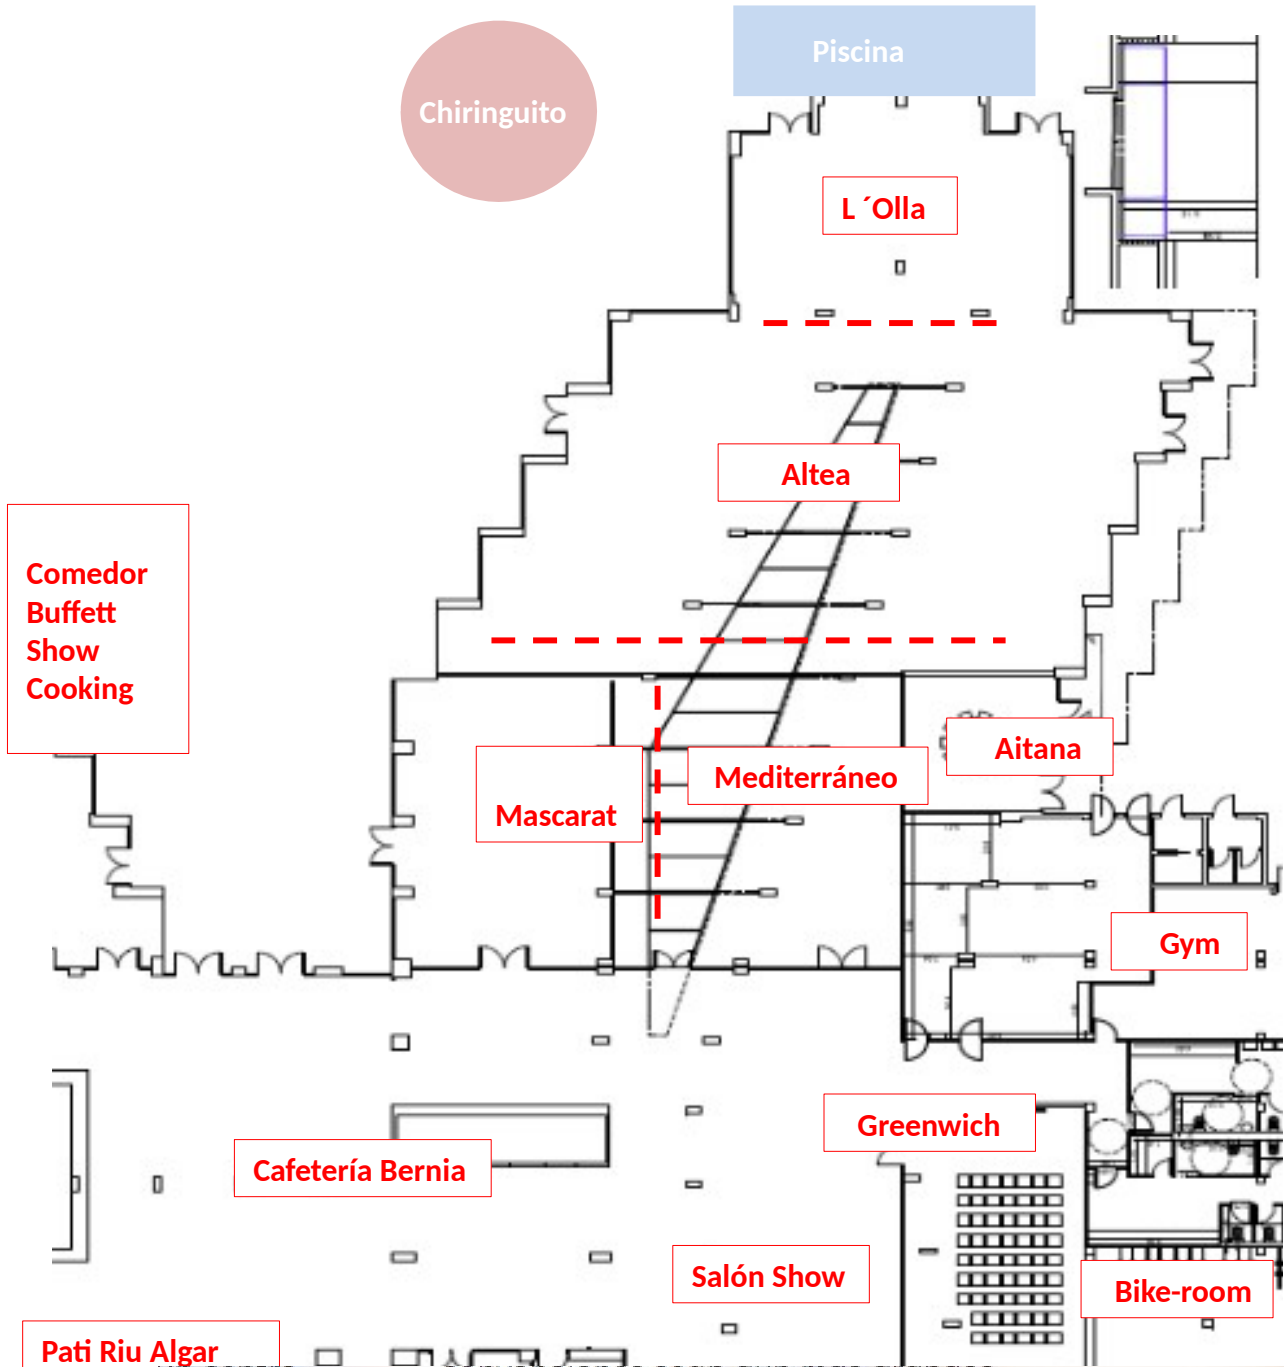 Piscina
Chiringuito
L ´Olla
Altea
Comedor
Buffett
Show
Cooking
Aitana
Mediterráneo
Mascarat
Gym
Greenwich
Cafetería Bernia
Salón Show
Bike-room
Pati Riu Algar